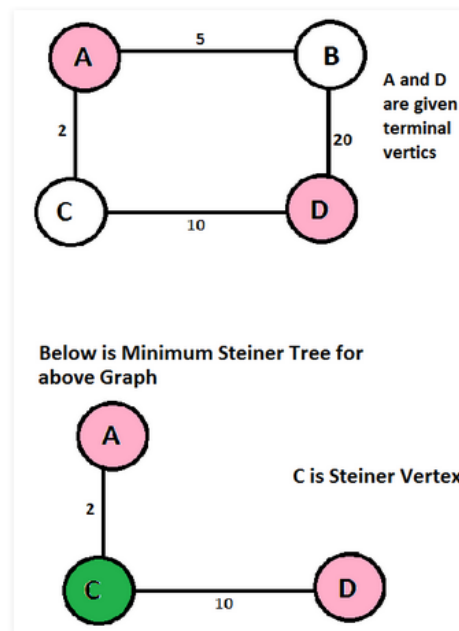 5
A
B
A and D
are given
terminal
vertics
2
20
C
D
10
Below is Minimum Steiner Tree for
above Graph
A
C is Steiner Vertex
2
C
D
10